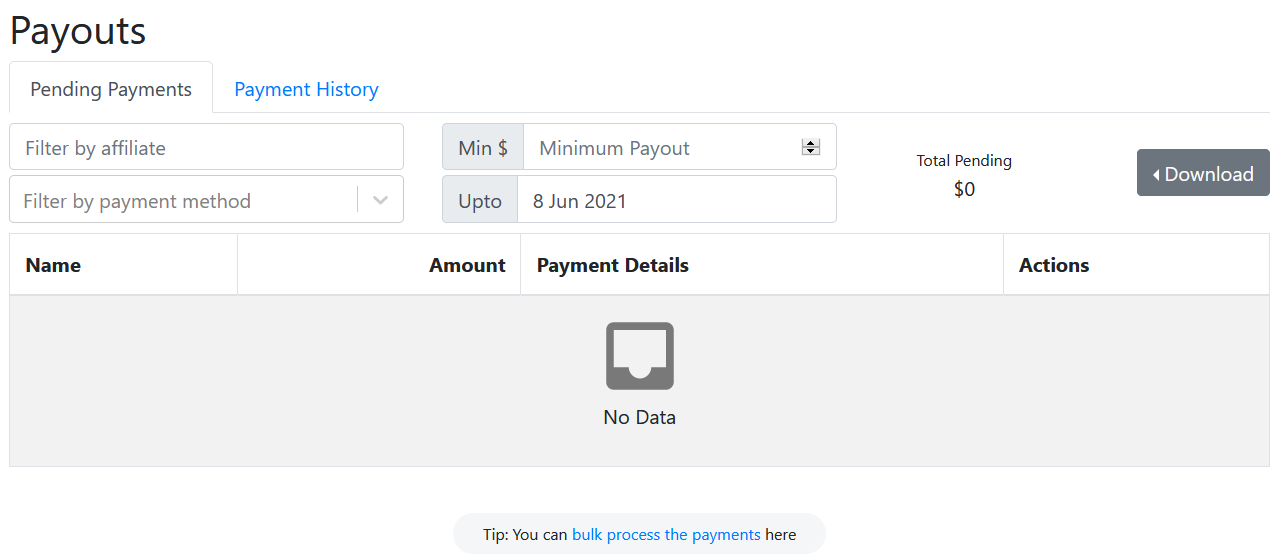 Payouts
Pending Payments Payment History
Filter by affiliate Min $ Minimum Payout
Total Pending
Filter by payment method Upto 8 Jun 2021 $0 Download
Name Amount Payment Details Actions
No Data
Tip: You can bulk process the payments here